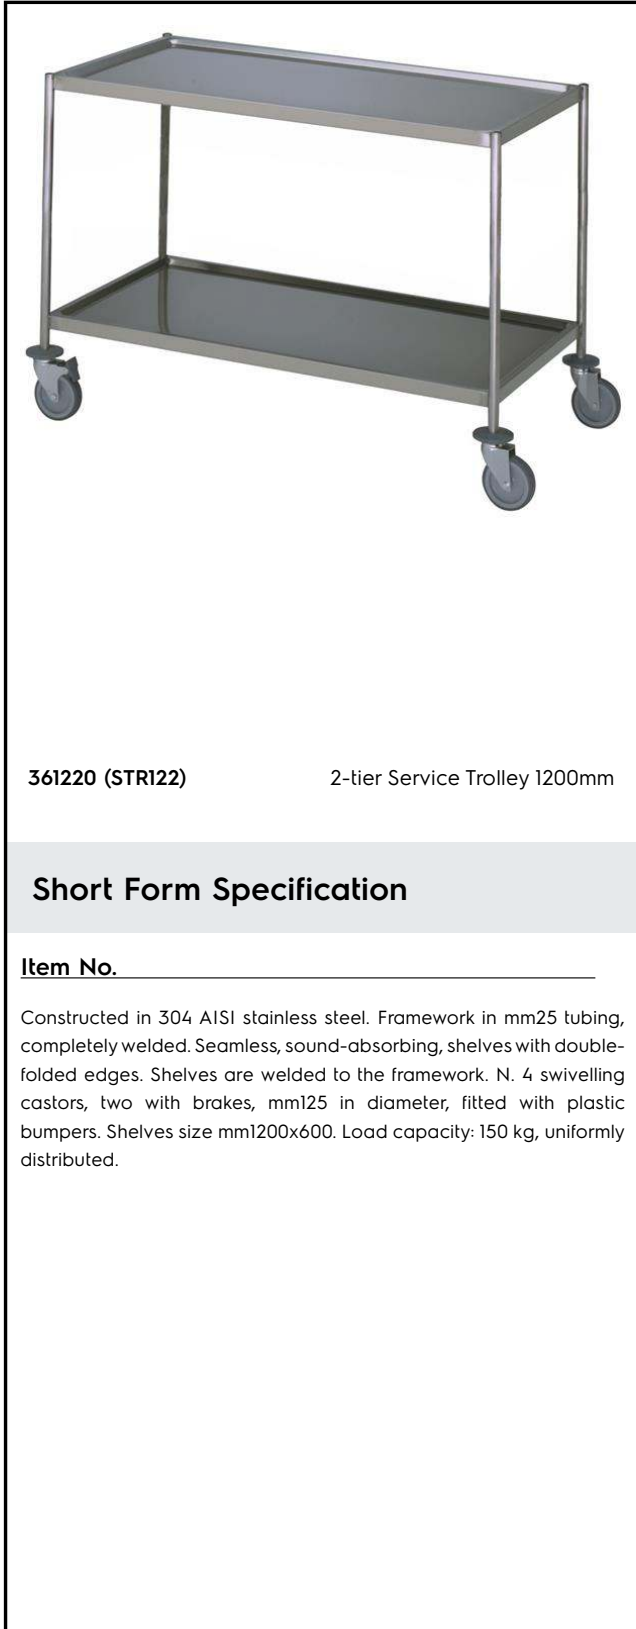 361220 (STR122) 2-tier Service Trolley 1200mm
Short Form Specification
Item No.
Constructed in 304 AISI stainless steel. Framework in mm25 tubing,
completely welded. Seamless, sound-absorbing, shelves with double-
folded edges. Shelves are welded to the framework. N. 4 swivelling
castors, two with brakes, mm125 in diameter, fitted with plastic
bumpers. Shelves size mm1200x600. Load capacity: 150 kg, uniformly
distributed.